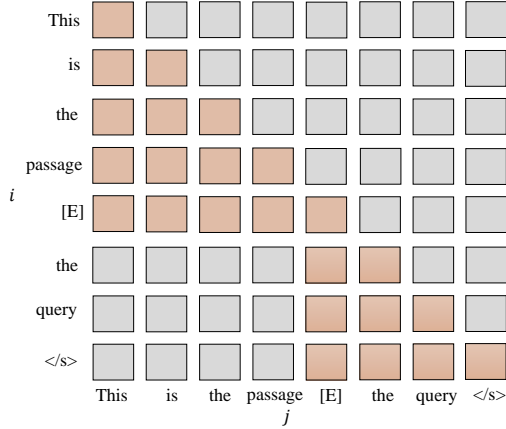 This
is
the
passage
i
[E]
the
query
</s>
This is the passage [E] the query </s>
j